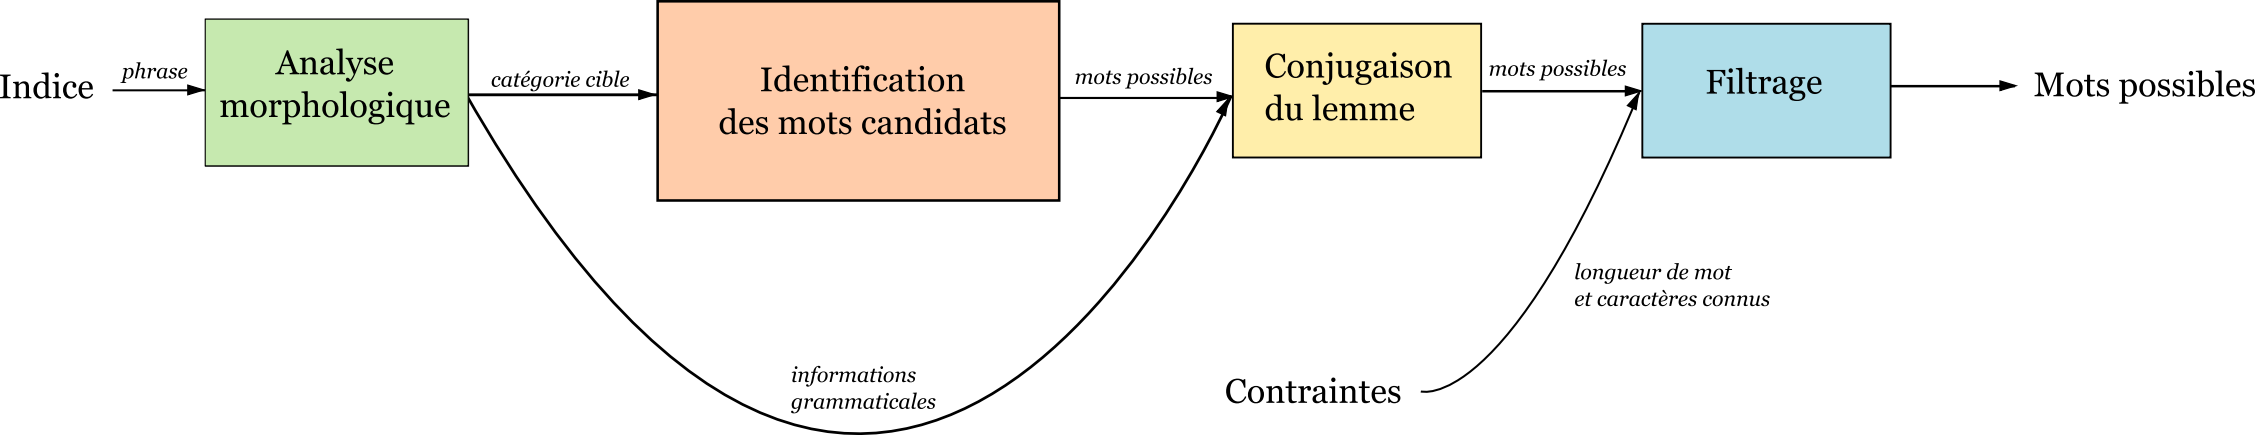 Indice
phrase
Analyse
morphologique
catégorie cible
Identification
des mots candidats
mots possibles
Conjugaison
du lemme
mots possibles
Filtrage
Mots possibles
informations
grammaticales
Contraintes
longueur de mot
et caractères connus